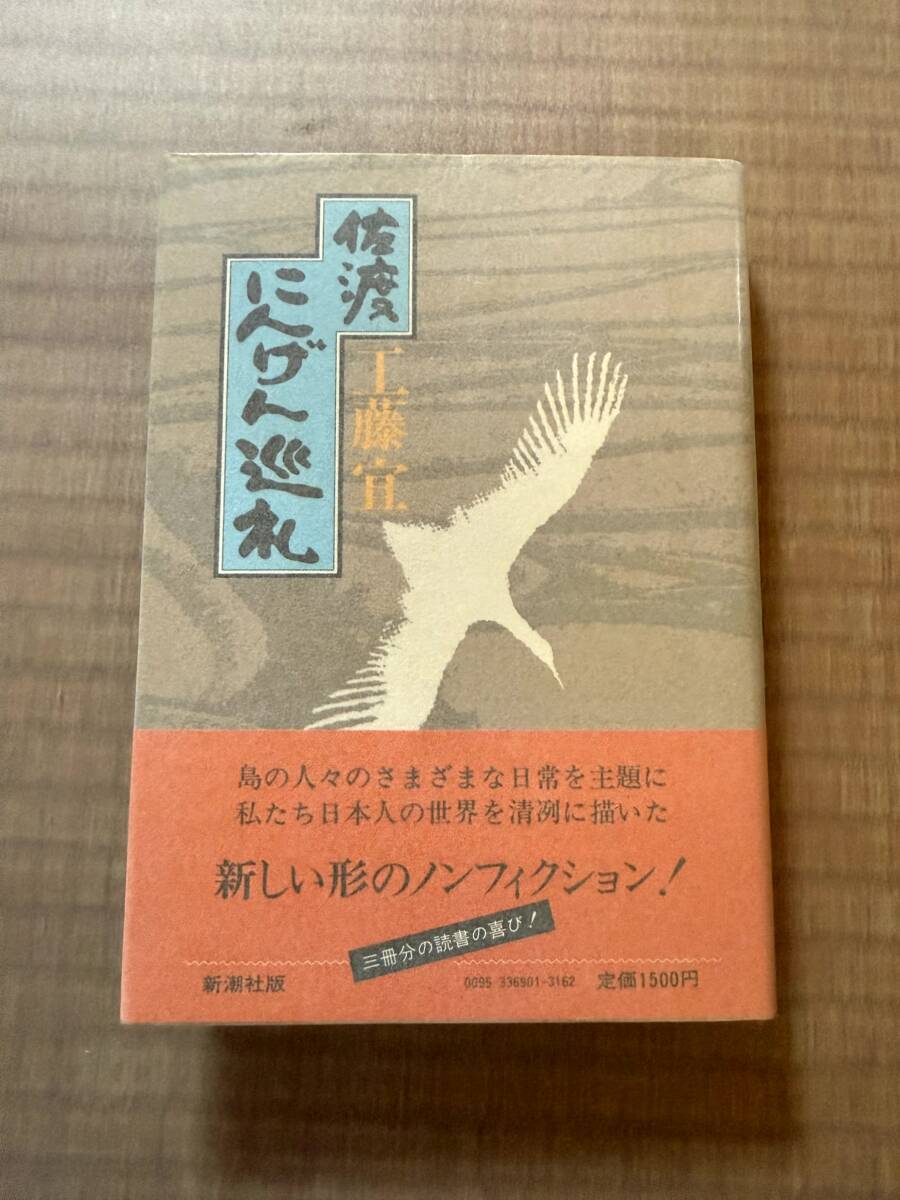 佐渡
にんげん巡礼
工藤宜
島の人々のさまざまな日常を主題に
私たち日本人の世界を清冽に描いた
新しい形のノンフィクション！
三冊分の読書の喜び！
新潮社版
0095 336901-3162
定価1500円